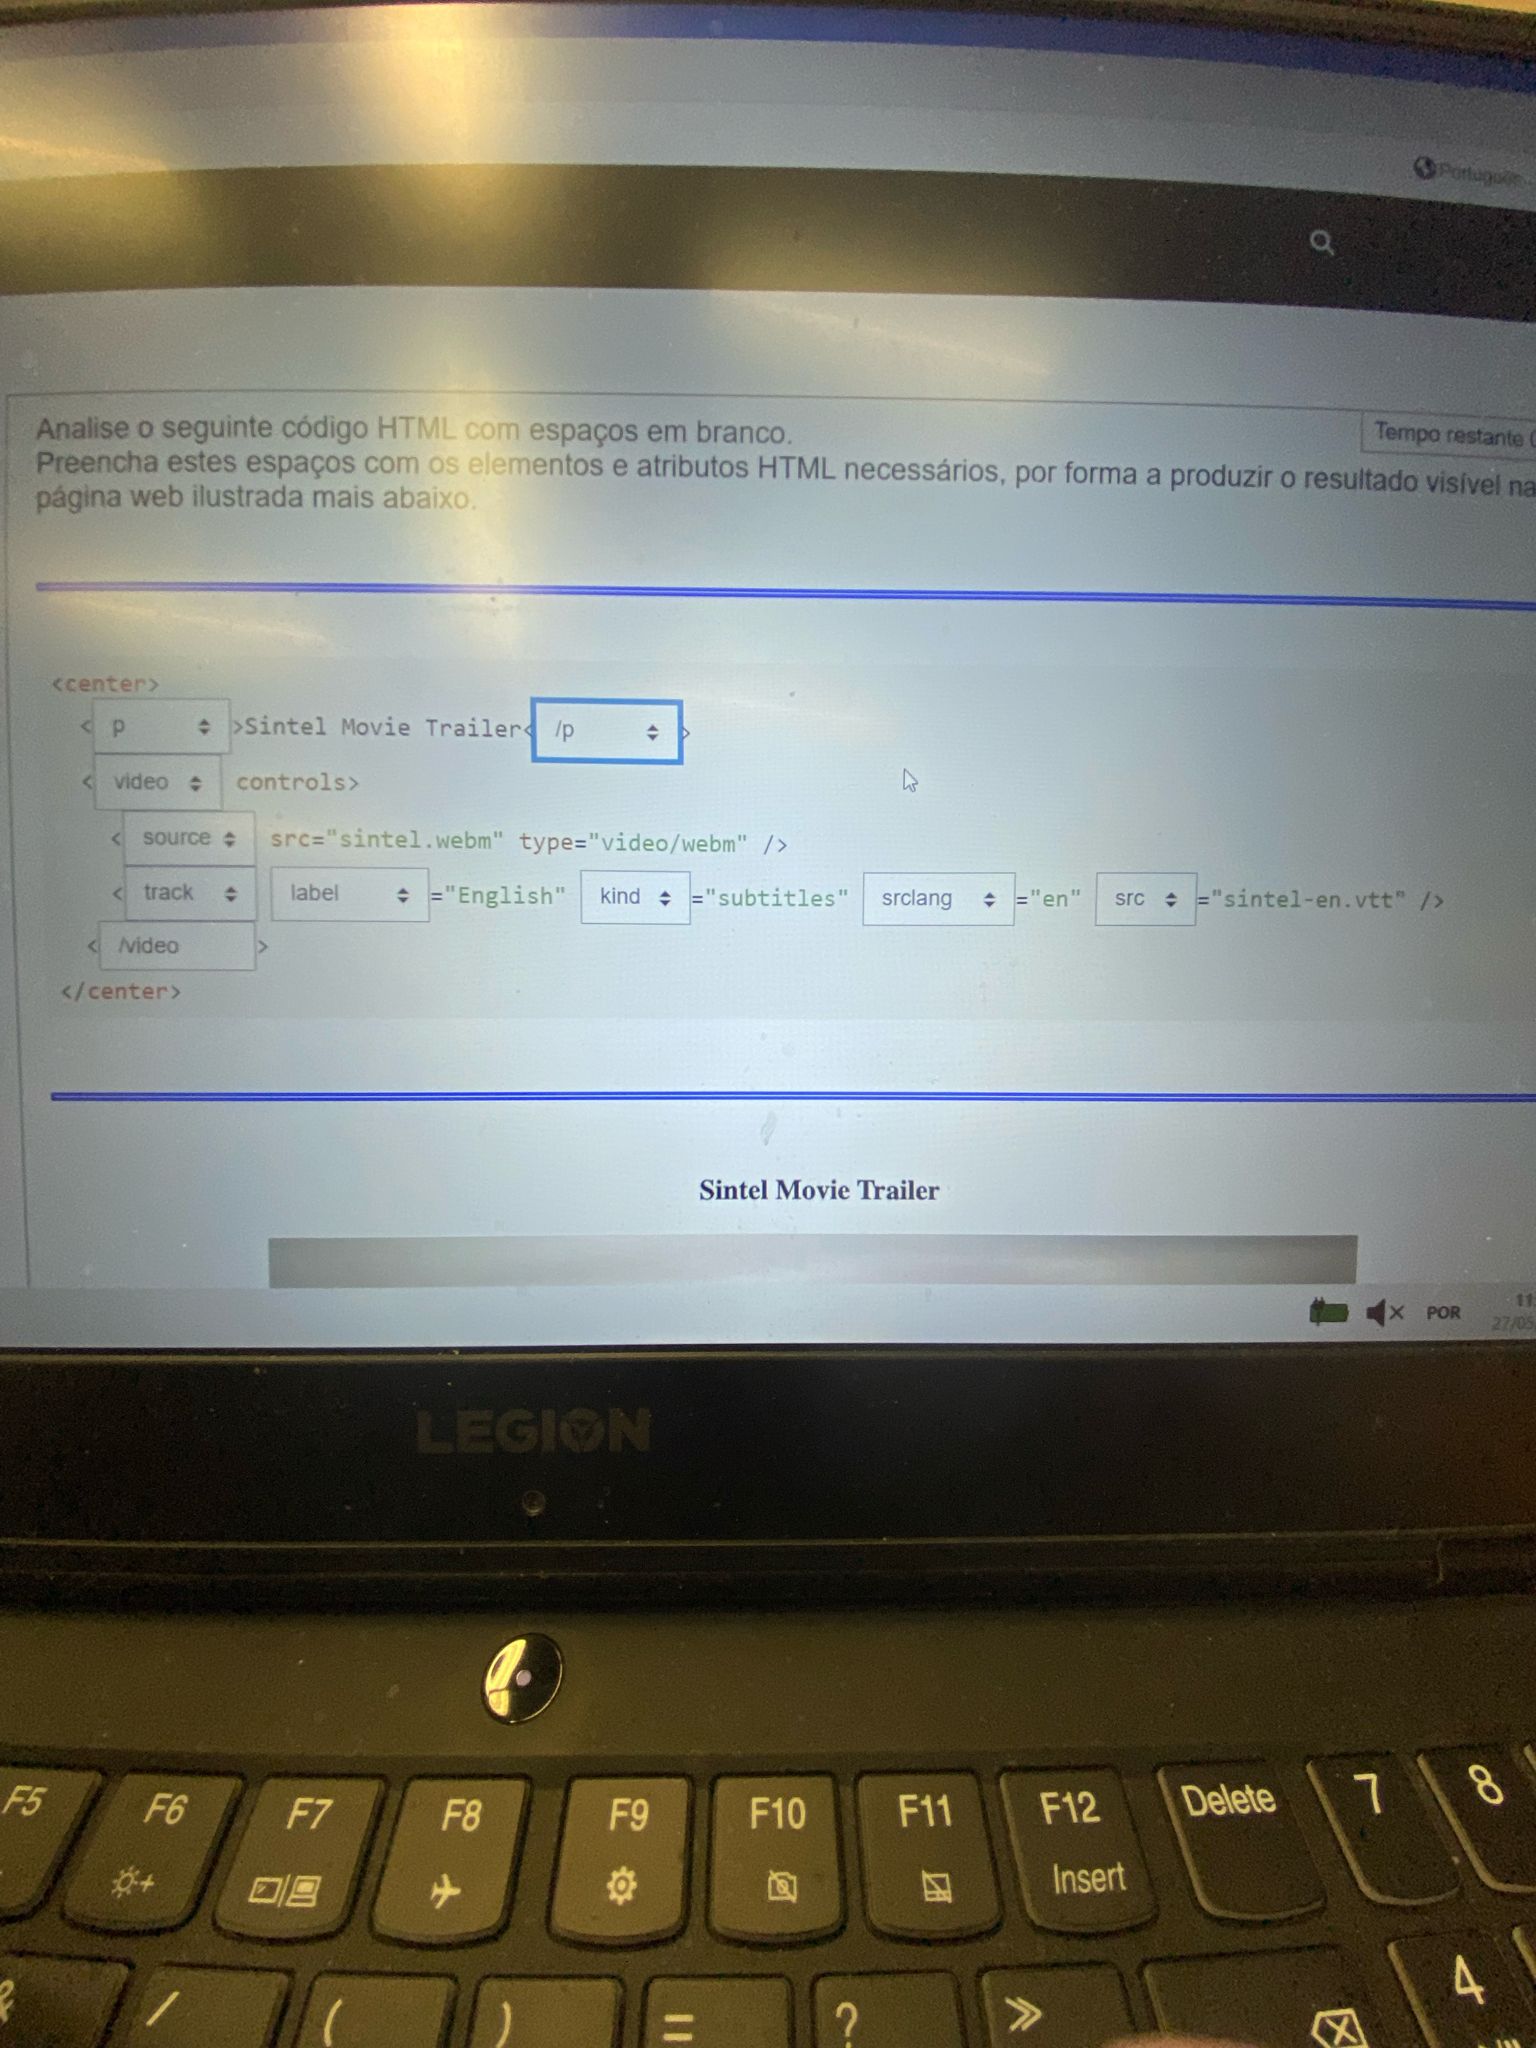 Português
Analise o seguinte código HTML com espaços em branco.
Tempo restante
Preencha estes espaços com os elementos e atributos HTML necessários, por forma a produzir o resultado visível na
página web ilustrada mais abaixo.
<center>
< p >Sintel Movie Trailer< /p >
< video controls>
< source src="sintel.webm" type="video/webm" />
< track label ="English" kind ="subtitles" srclang ="en" src ="sintel-en.vtt" />
< /video >
</center>
Sintel Movie Trailer
POR
LEGION
F5 F6 F7 F8 F9 F10 F11 F12 Delete 7 8
Insert
& / ( ) = ? » 4